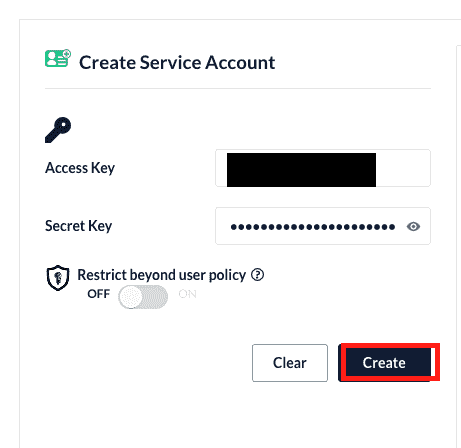 Create Service Account
Access Key
Secret Key
••••••••••••••••••••••
Restrict beyond user policy
OFF ON
Clear Create